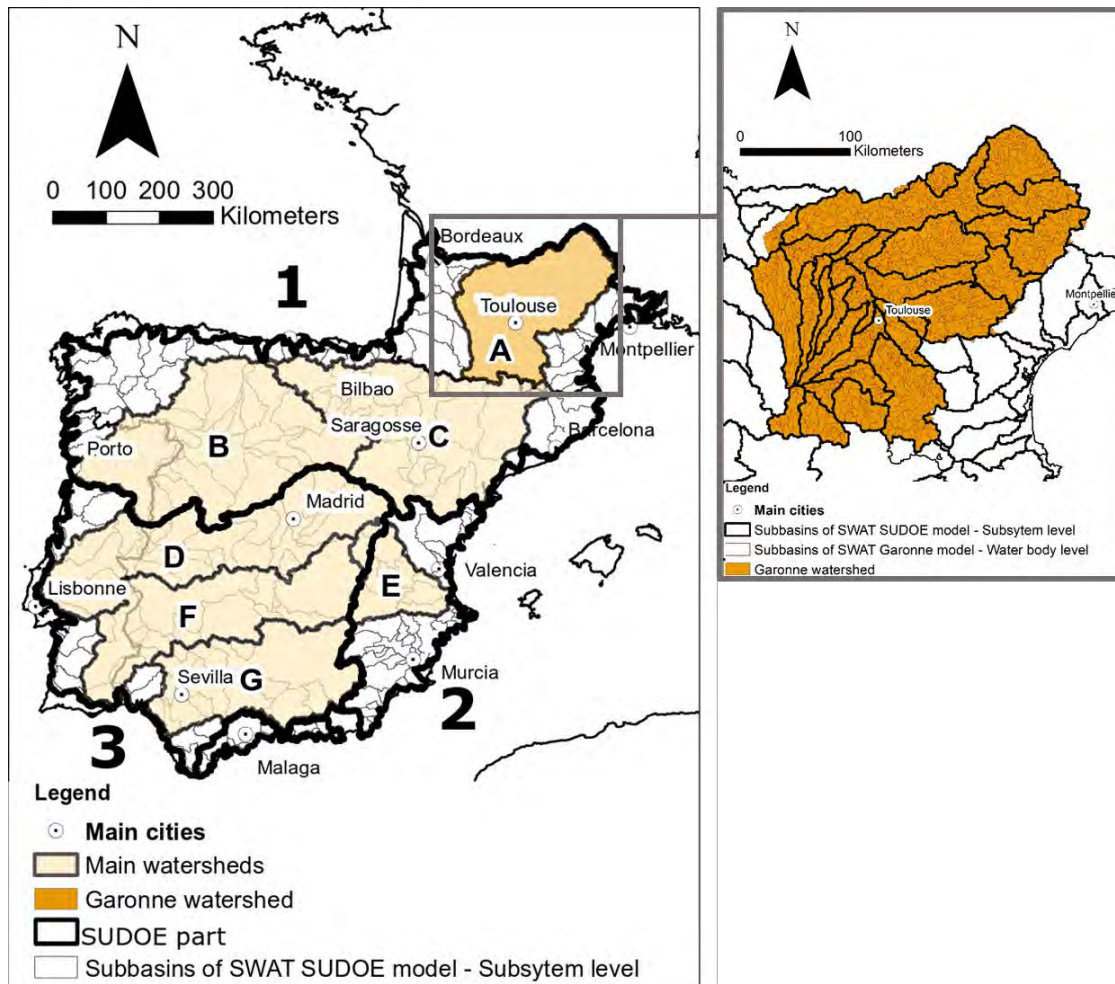 N
0 100 200 300
Kilometers
1
Bordeaux
Toulouse
A
Montpellier
Bilbao
Saragosse
C
Barcelona
B
Porto
Madrid
D
Valencia
E
Lisbonne
F
Murcia
Sevilla
G
2
3
Malaga
Legend
Main cities
Main watersheds
Garonne watershed
SUDOE part
Subbasins of SWAT SUDOE model - Subsytem level
N
0 100
Kilometers
Montpellier
Toulouse
Legend
Main cities
Subbasins of SWAT SUDOE model - Subsytem level
Subbasins of SWAT Garonne model - Water body level
Garonne watershed